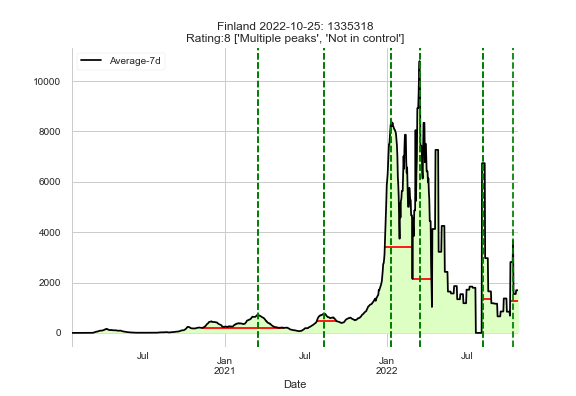 Finland 2022-10-25: 1335318
Rating:8 ['Multiple peaks', 'Not in control']
Average-7d
10000
8000
6000
4000
2000
0
Jul
Jan
2021
Jul
Jan
2022
Jul
Date